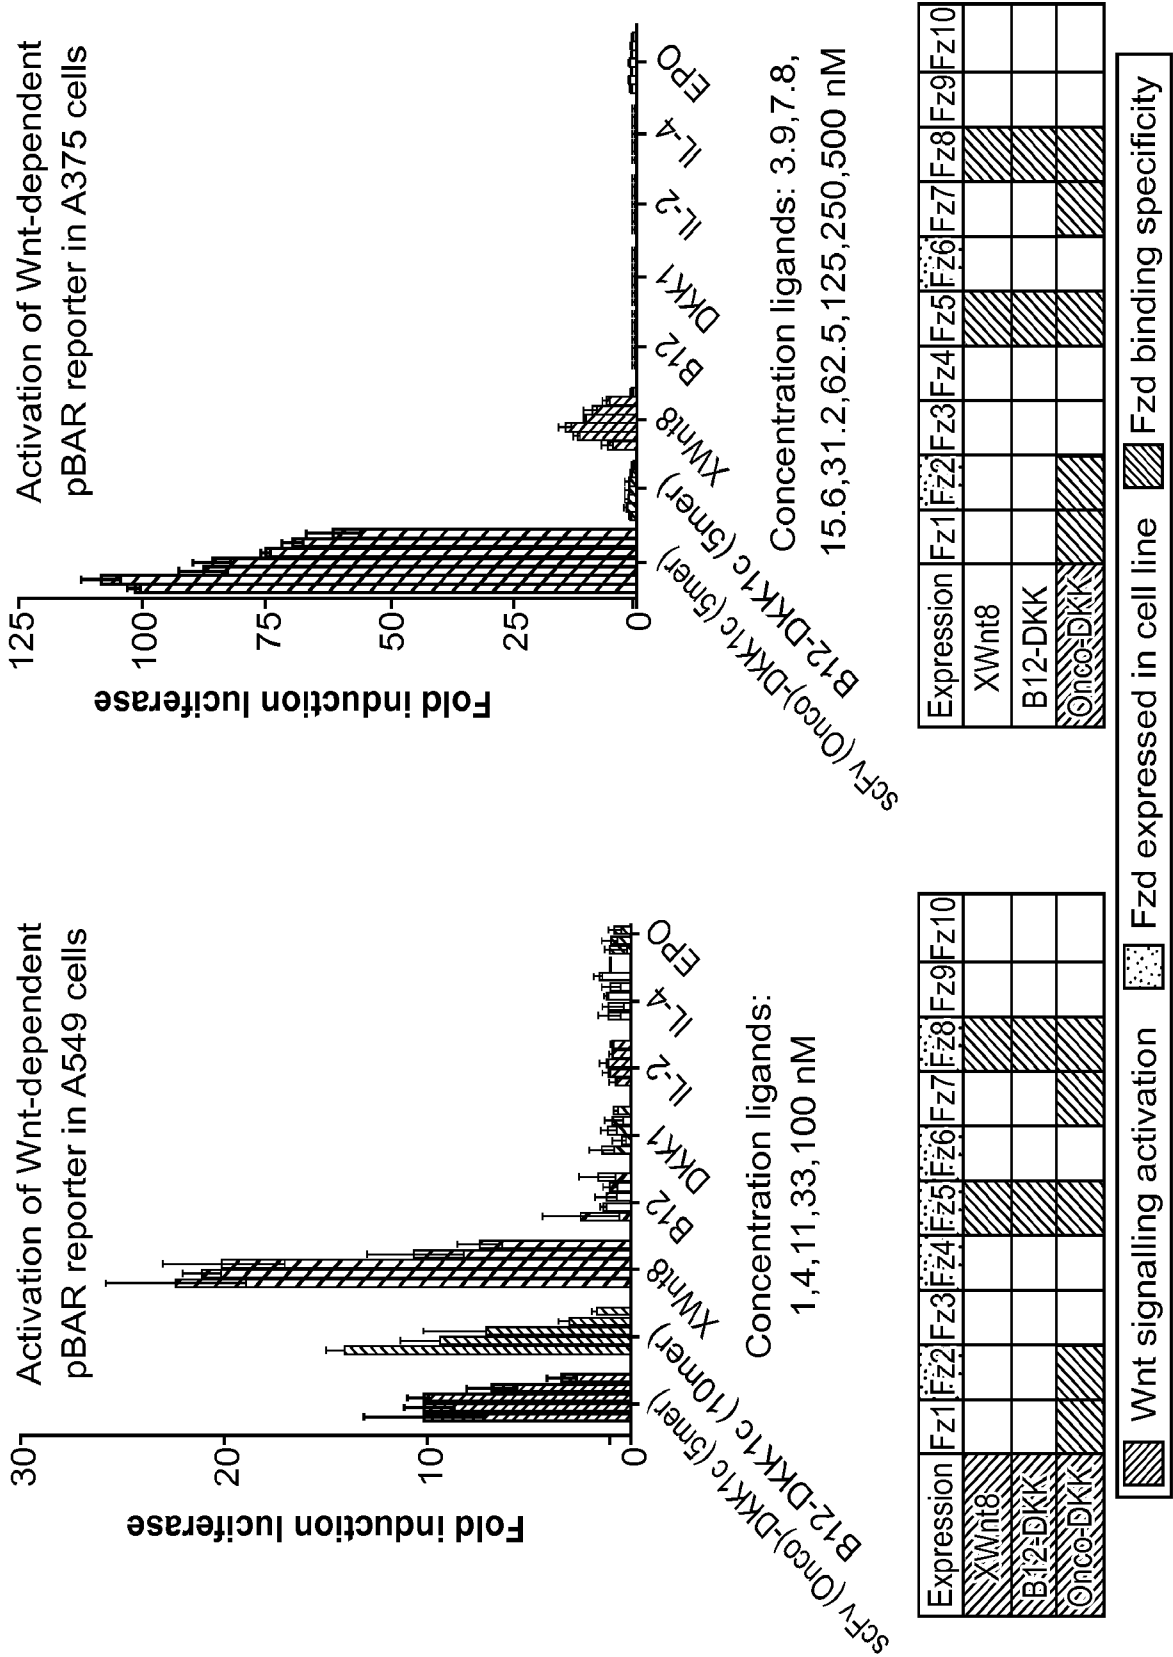 Activation of Wnt-dependent
pBAR reporter in A549 cells
Fold induction luciferase
30
20
10
0
scFv (Onco)-DKK1c (5mer)
B12-DKK1c (10mer)
XWnt8
B12
DKK1
IL-2
IL-4
EPO
Concentration ligands:
1,4,11,33,100 nM
Expression Fz1 Fz2 Fz3 Fz4 Fz5 Fz6 Fz7 Fz8 Fz9 Fz10
XWnt8
B12-DKK
Onco-DKK
Activation of Wnt-dependent
pBAR reporter in A375 cells
Fold induction luciferase
125
100
75
50
25
0
scFv (Onco)-DKK1c (5mer)
B12-DKK1c (5mer)
XWnt8
B12
DKK1
IL-2
IL-4
EPO
Concentration ligands: 3.9,7.8,
15.6,31.2,62.5,125,250,500 nM
Expression Fz1 Fz2 Fz3 Fz4 Fz5 Fz6 Fz7 Fz8 Fz9 Fz10
XWnt8
B12-DKK
Onco-DKK
Wnt signalling activation Fzd expressed in cell line Fzd binding specificity